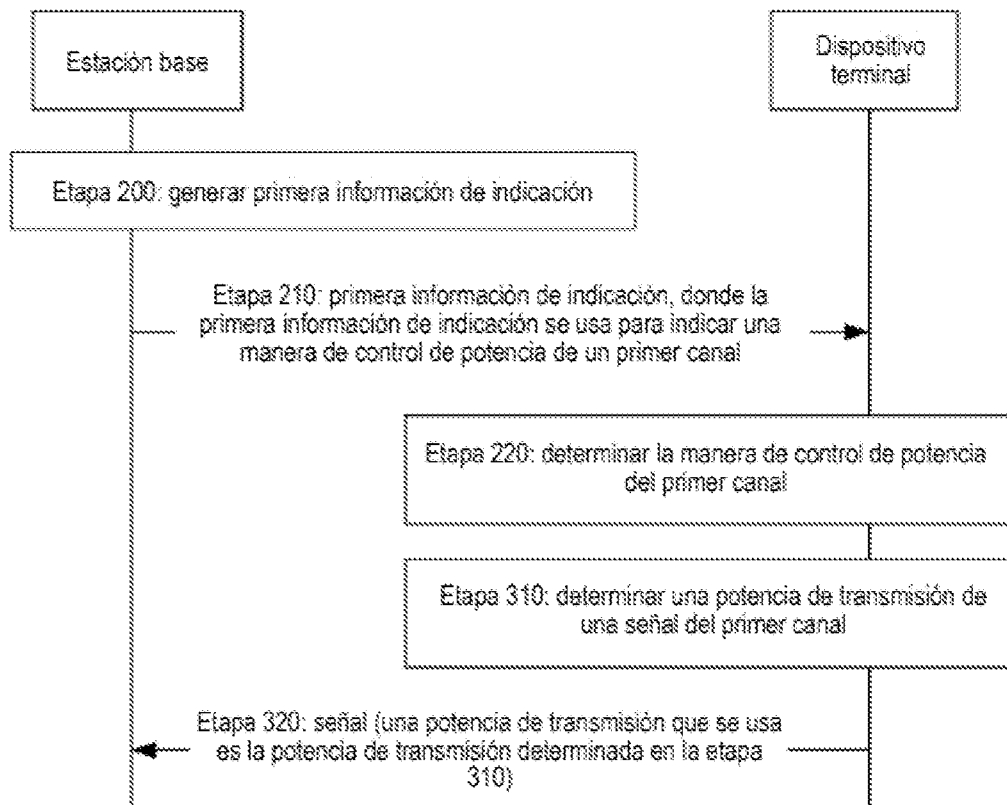 Estación base
Dispositivo
terminal
Etapa 200: generar primera información de indicación
Etapa 210: primera información de indicación, donde la
primera información de indicación se usa para indicar una
manera de control de potencia de un primer canal
Etapa 220: determinar la manera de control de potencia
del primer canal
Etapa 310: determinar una potencia de transmisión de
una señal del primer canal
Etapa 320: señal (una potencia de transmisión que se usa
es la potencia de transmisión determinada en la etapa
310)